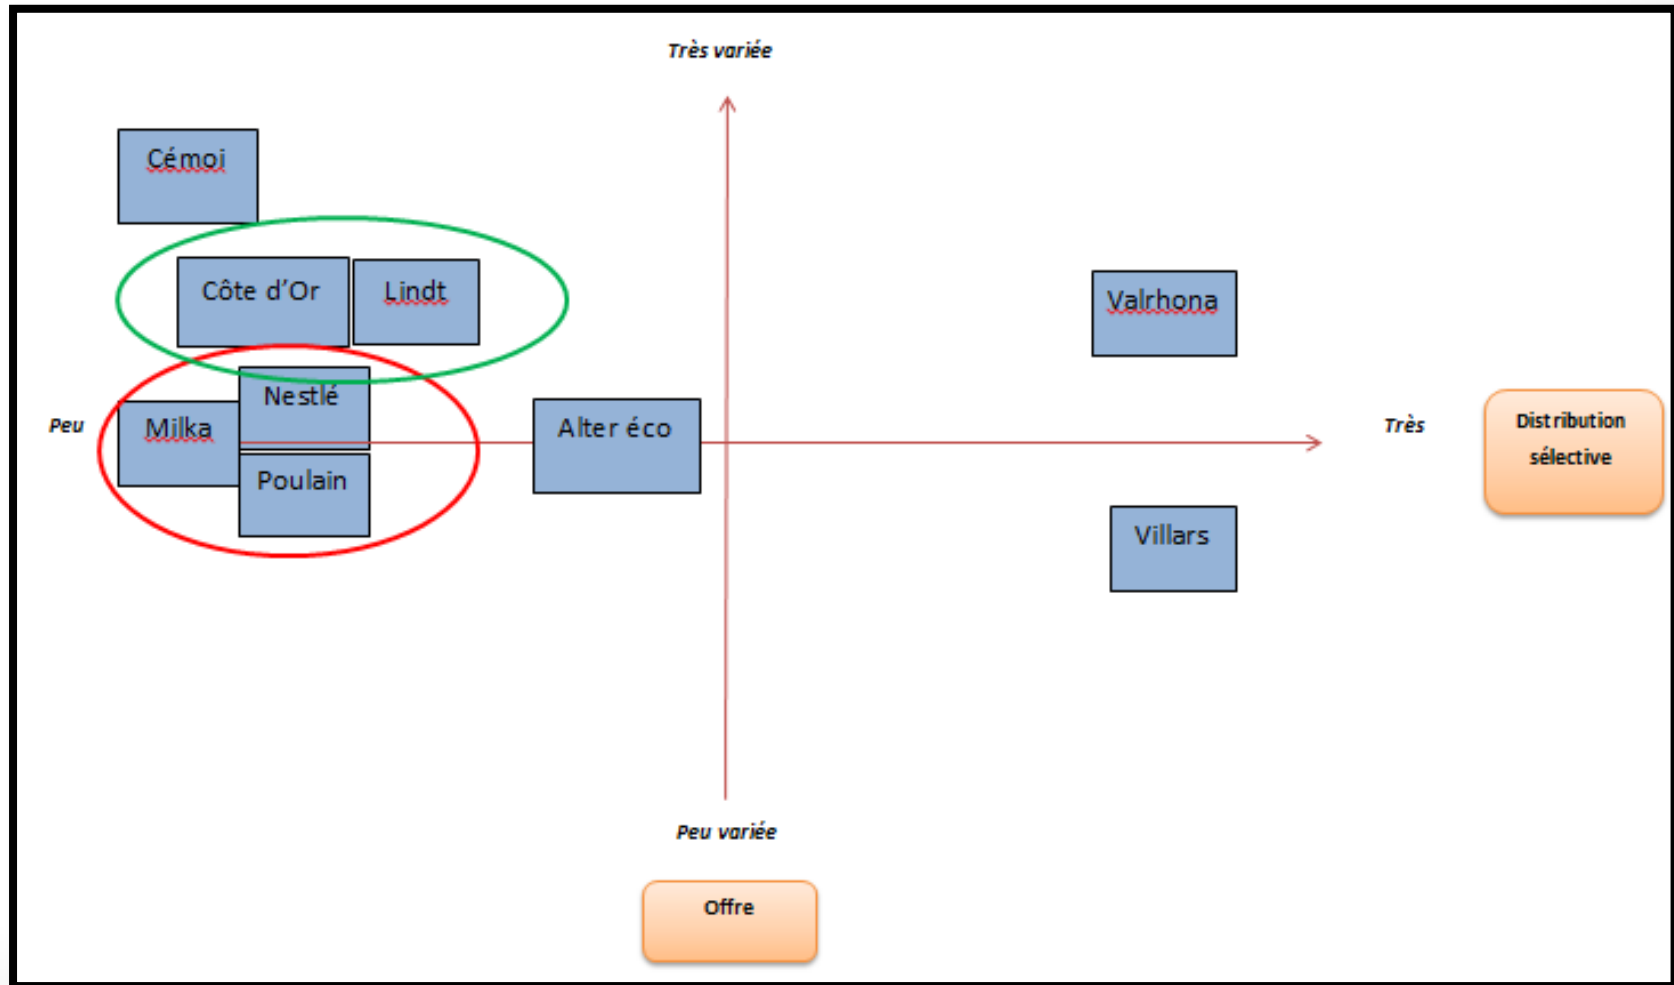 Très variée
Cémoi
Côte d'Or
Lindt
Valrhona
Nestlé
Peu
Milka
Alter éco
Très
Distribution
sélective
Poulain
Villars
Peu variée
Offre